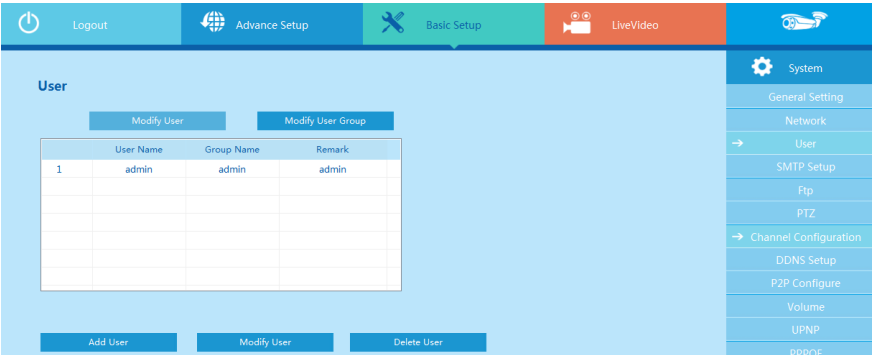 Logout Advance Setup Basic Setup LiveVideo
System
User
General Setting
Modify User Modify User Group
Network
User Name Group Name Remark
→ User
1 admin admin admin
SMTP Setup
Ftp
PTZ
→ Channel Configuration
DDNS Setup
P2P Configure
Volume
UPNP
Add User Modify User Delete User
PPPOE